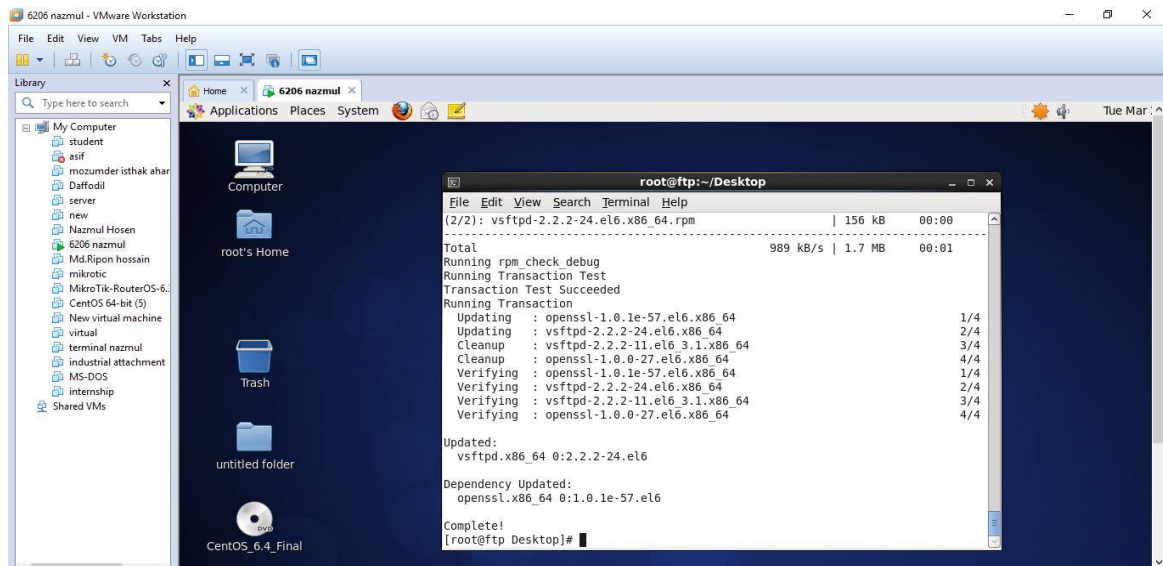 6206 nazmul - VMware Workstation
File Edit View VM Tabs Help
Library
Type here to search
My Computer
student
asif
mozumder isthak ahar
Daffodil
server
new
Nazmul Hosen
6206 nazmul
Md.Ripon hossain
mikrotic
MikroTik-RouterOS-6.
CentOS 64-bit (5)
New virtual machine
virtual
terminal nazmul
industrial attachment
MS-DOS
internship
Shared VMs
Home
6206 nazmul
Applications Places System
Tue Mar
Computer
root's Home
Trash
untitled folder
DVD
CentOS_6.4_Final
root@ftp:~/Desktop
File Edit View Search Terminal Help
(2/2): vsftpd-2.2.2-24.el6.x86_64.rpm | 156 kB 00:00
--------------------------------------------------------------------------------
Total 989 kB/s | 1.7 MB 00:01
Running rpm_check_debug
Running Transaction Test
Transaction Test Succeeded
Running Transaction
Updating : openssl-1.0.1e-57.el6.x86_64 1/4
Updating : vsftpd-2.2.2-24.el6.x86_64 2/4
Cleanup : vsftpd-2.2.2-11.el6_3.1.x86_64 3/4
Cleanup : openssl-1.0.0-27.el6.x86_64 4/4
Verifying : openssl-1.0.1e-57.el6.x86_64 1/4
Verifying : vsftpd-2.2.2-24.el6.x86_64 2/4
Verifying : vsftpd-2.2.2-11.el6_3.1.x86_64 3/4
Verifying : openssl-1.0.0-27.el6.x86_64 4/4
Updated:
vsftpd.x86_64 0:2.2.2-24.el6
Dependency Updated:
openssl.x86_64 0:1.0.1e-57.el6
Complete!
[root@ftp Desktop]#